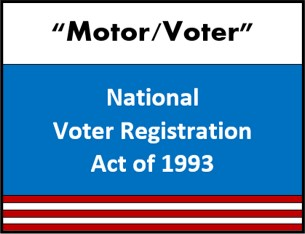 “Motor/Voter”
National
Voter Registration
Act of 1993